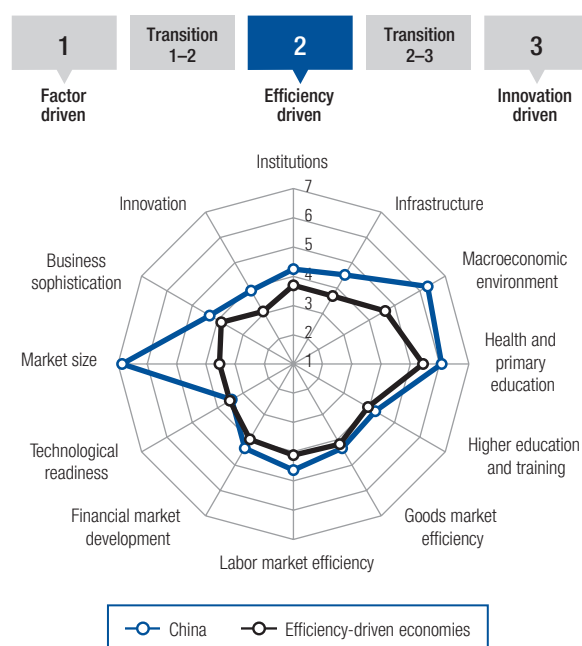 1
Transition
1–2
2
Transition
2–3
3
Factor
driven
Efficiency
driven
Innovation
driven
Institutions
7
Innovation
Infrastructure
6
5
Business
sophistication
Macroeconomic
environment
4
3
2
Market size
1
Health and
primary
education
Technological
readiness
Higher education
and training
Financial market
development
Goods market
efficiency
Labor market efficiency
China
Efficiency-driven economies